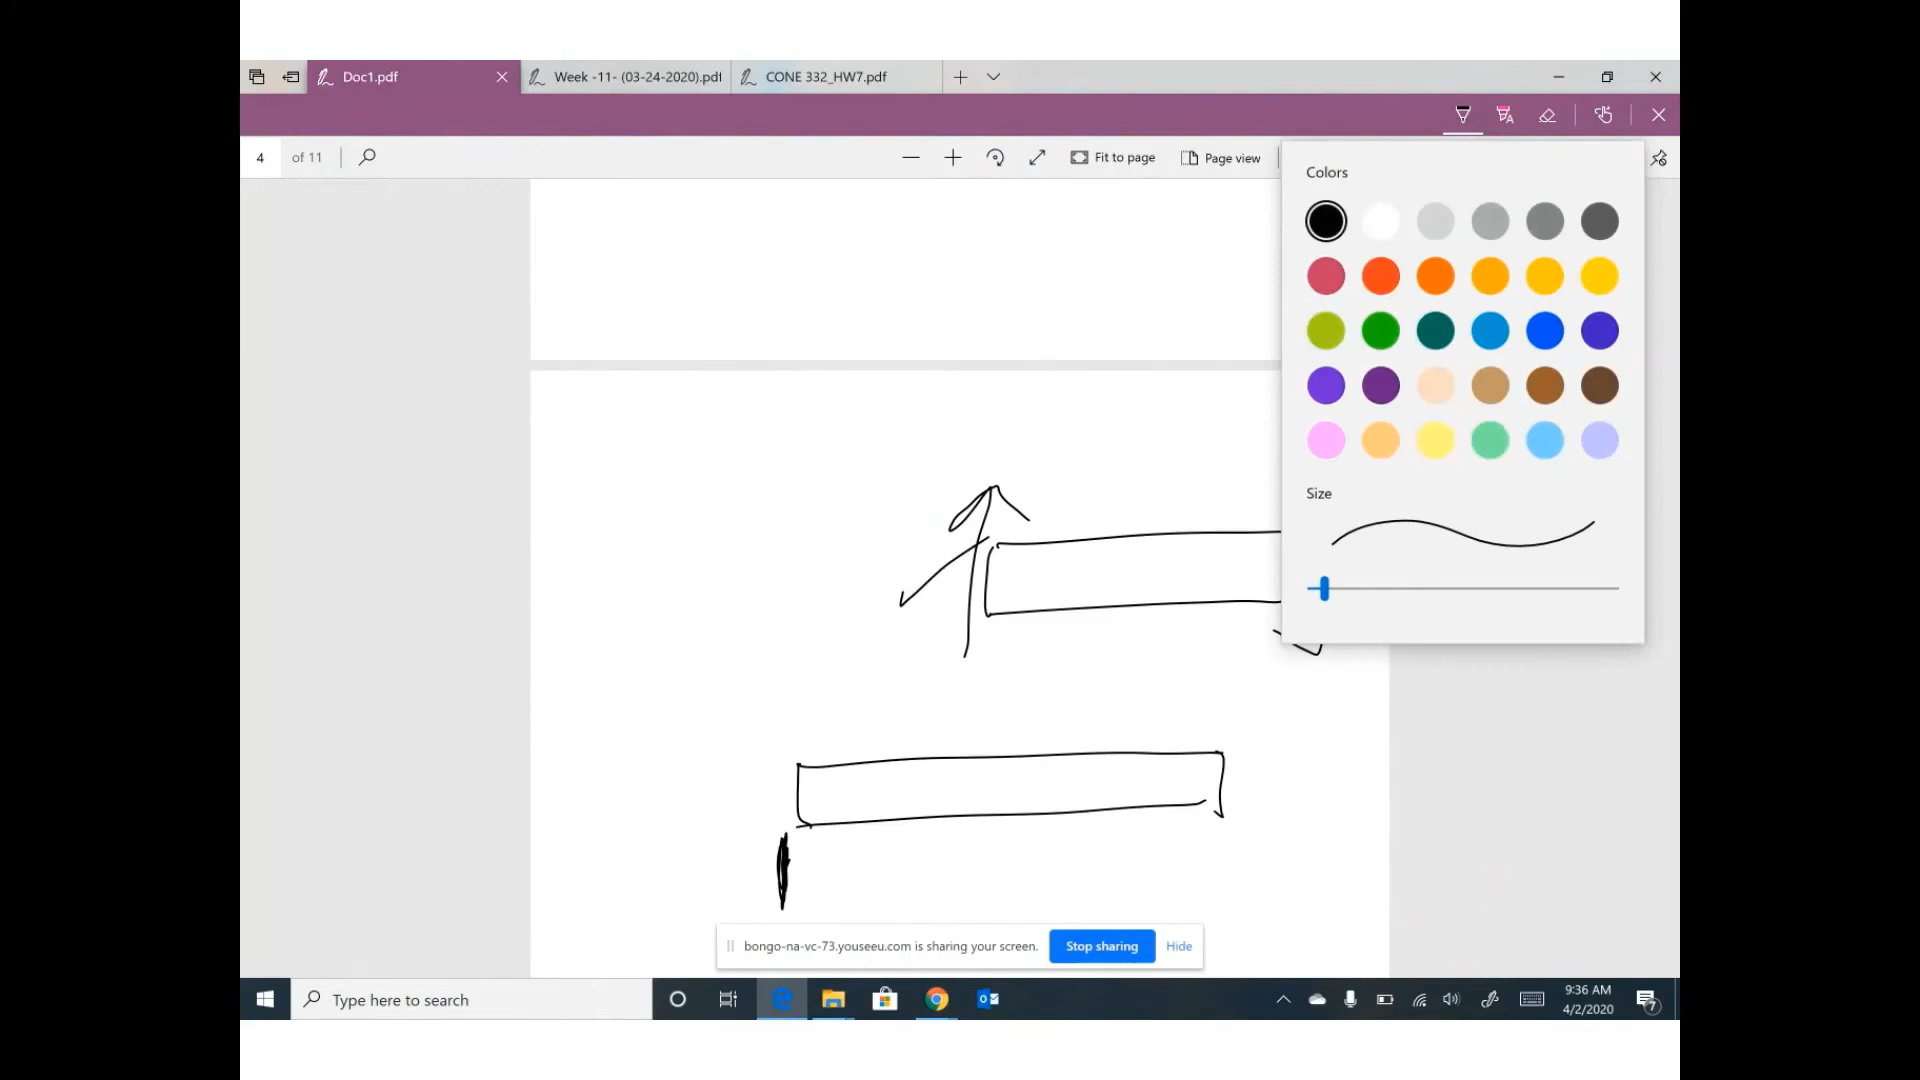 Doc1.pdf
Week -11- (03-24-2020).pdf
CONE 332_HW7.pdf
4 of 11
Fit to page
Page view
Colors
Size
bongo-na-vc-73.youseeu.com is sharing your screen.
Stop sharing
Hide
Type here to search
9:36 AM
4/2/2020
7